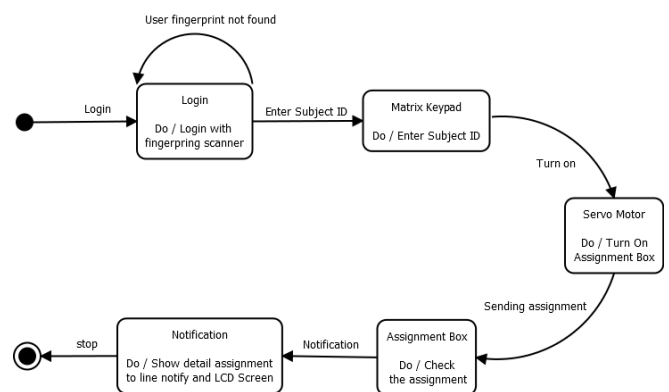 User fingerprint not found
Login
Login
Do / Login with
fingerpring scanner
Enter Subject ID
Matrix Keypad
Do / Enter Subject ID
Turn on
Servo Motor
Do / Turn On
Assignment Box
Sending assignment
Assignment Box
Do / Check
the assignment
Notification
Notification
Do / Show detail assignment
to line notify and LCD Screen
stop